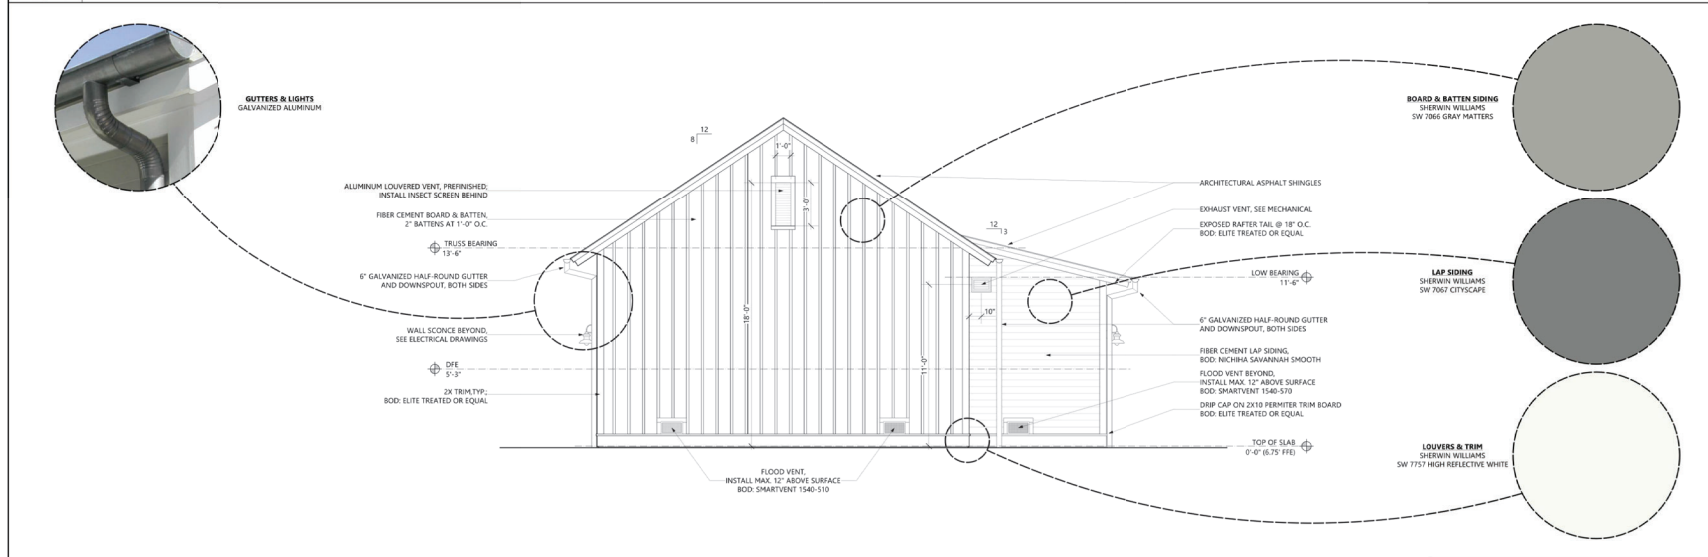 GUTTERS & LIGHTS
GALVANIZED ALUMINUM
12
8
1'-0"
ALUMINUM LOUVERED VENT, PREFINISHED;
INSTALL INSECT SCREEN BEHIND
FIBER CEMENT BOARD & BATTEN,
2" BATTENS AT 1'-0" O.C.
TRUSS BEARING
13'-6"
6" GALVANIZED HALF-ROUND GUTTER
AND DOWNSPOUT, BOTH SIDES
WALL SCONCE BEYOND,
SEE ELECTRICAL DRAWINGS
DFE
5'-3"
2X TRIM,TYP.;
BOD: ELITE TREATED OR EQUAL
3'-0"
18'-0"
11'-0"
10"
12
3
FLOOD VENT,
INSTALL MAX. 12" ABOVE SURFACE
BOD: SMARTVENT 1540-510
ARCHITECTURAL ASPHALT SHINGLES
EXHAUST VENT, SEE MECHANICAL
EXPOSED RAFTER TAIL @ 18" O.C.
BOD: ELITE TREATED OR EQUAL
LOW BEARING
11'-6"
6" GALVANIZED HALF-ROUND GUTTER
AND DOWNSPOUT, BOTH SIDES
FIBER CEMENT LAP SIDING,
BOD: NICHIHA SAVANNAH SMOOTH
FLOOD VENT BEYOND,
INSTALL MAX. 12" ABOVE SURFACE
BOD: SMARTVENT 1540-570
DRIP CAP ON 2X10 PERMITER TRIM BOARD
BOD: ELITE TREATED OR EQUAL
TOP OF SLAB
0'-0" (6.75' FFE)
BOARD & BATTEN SIDING
SHERWIN WILLIAMS
SW 7066 GRAY MATTERS
LAP SIDING
SHERWIN WILLIAMS
SW 7067 CITYSCAPE
LOUVERS & TRIM
SHERWIN WILLIAMS
SW 7757 HIGH REFLECTIVE WHITE